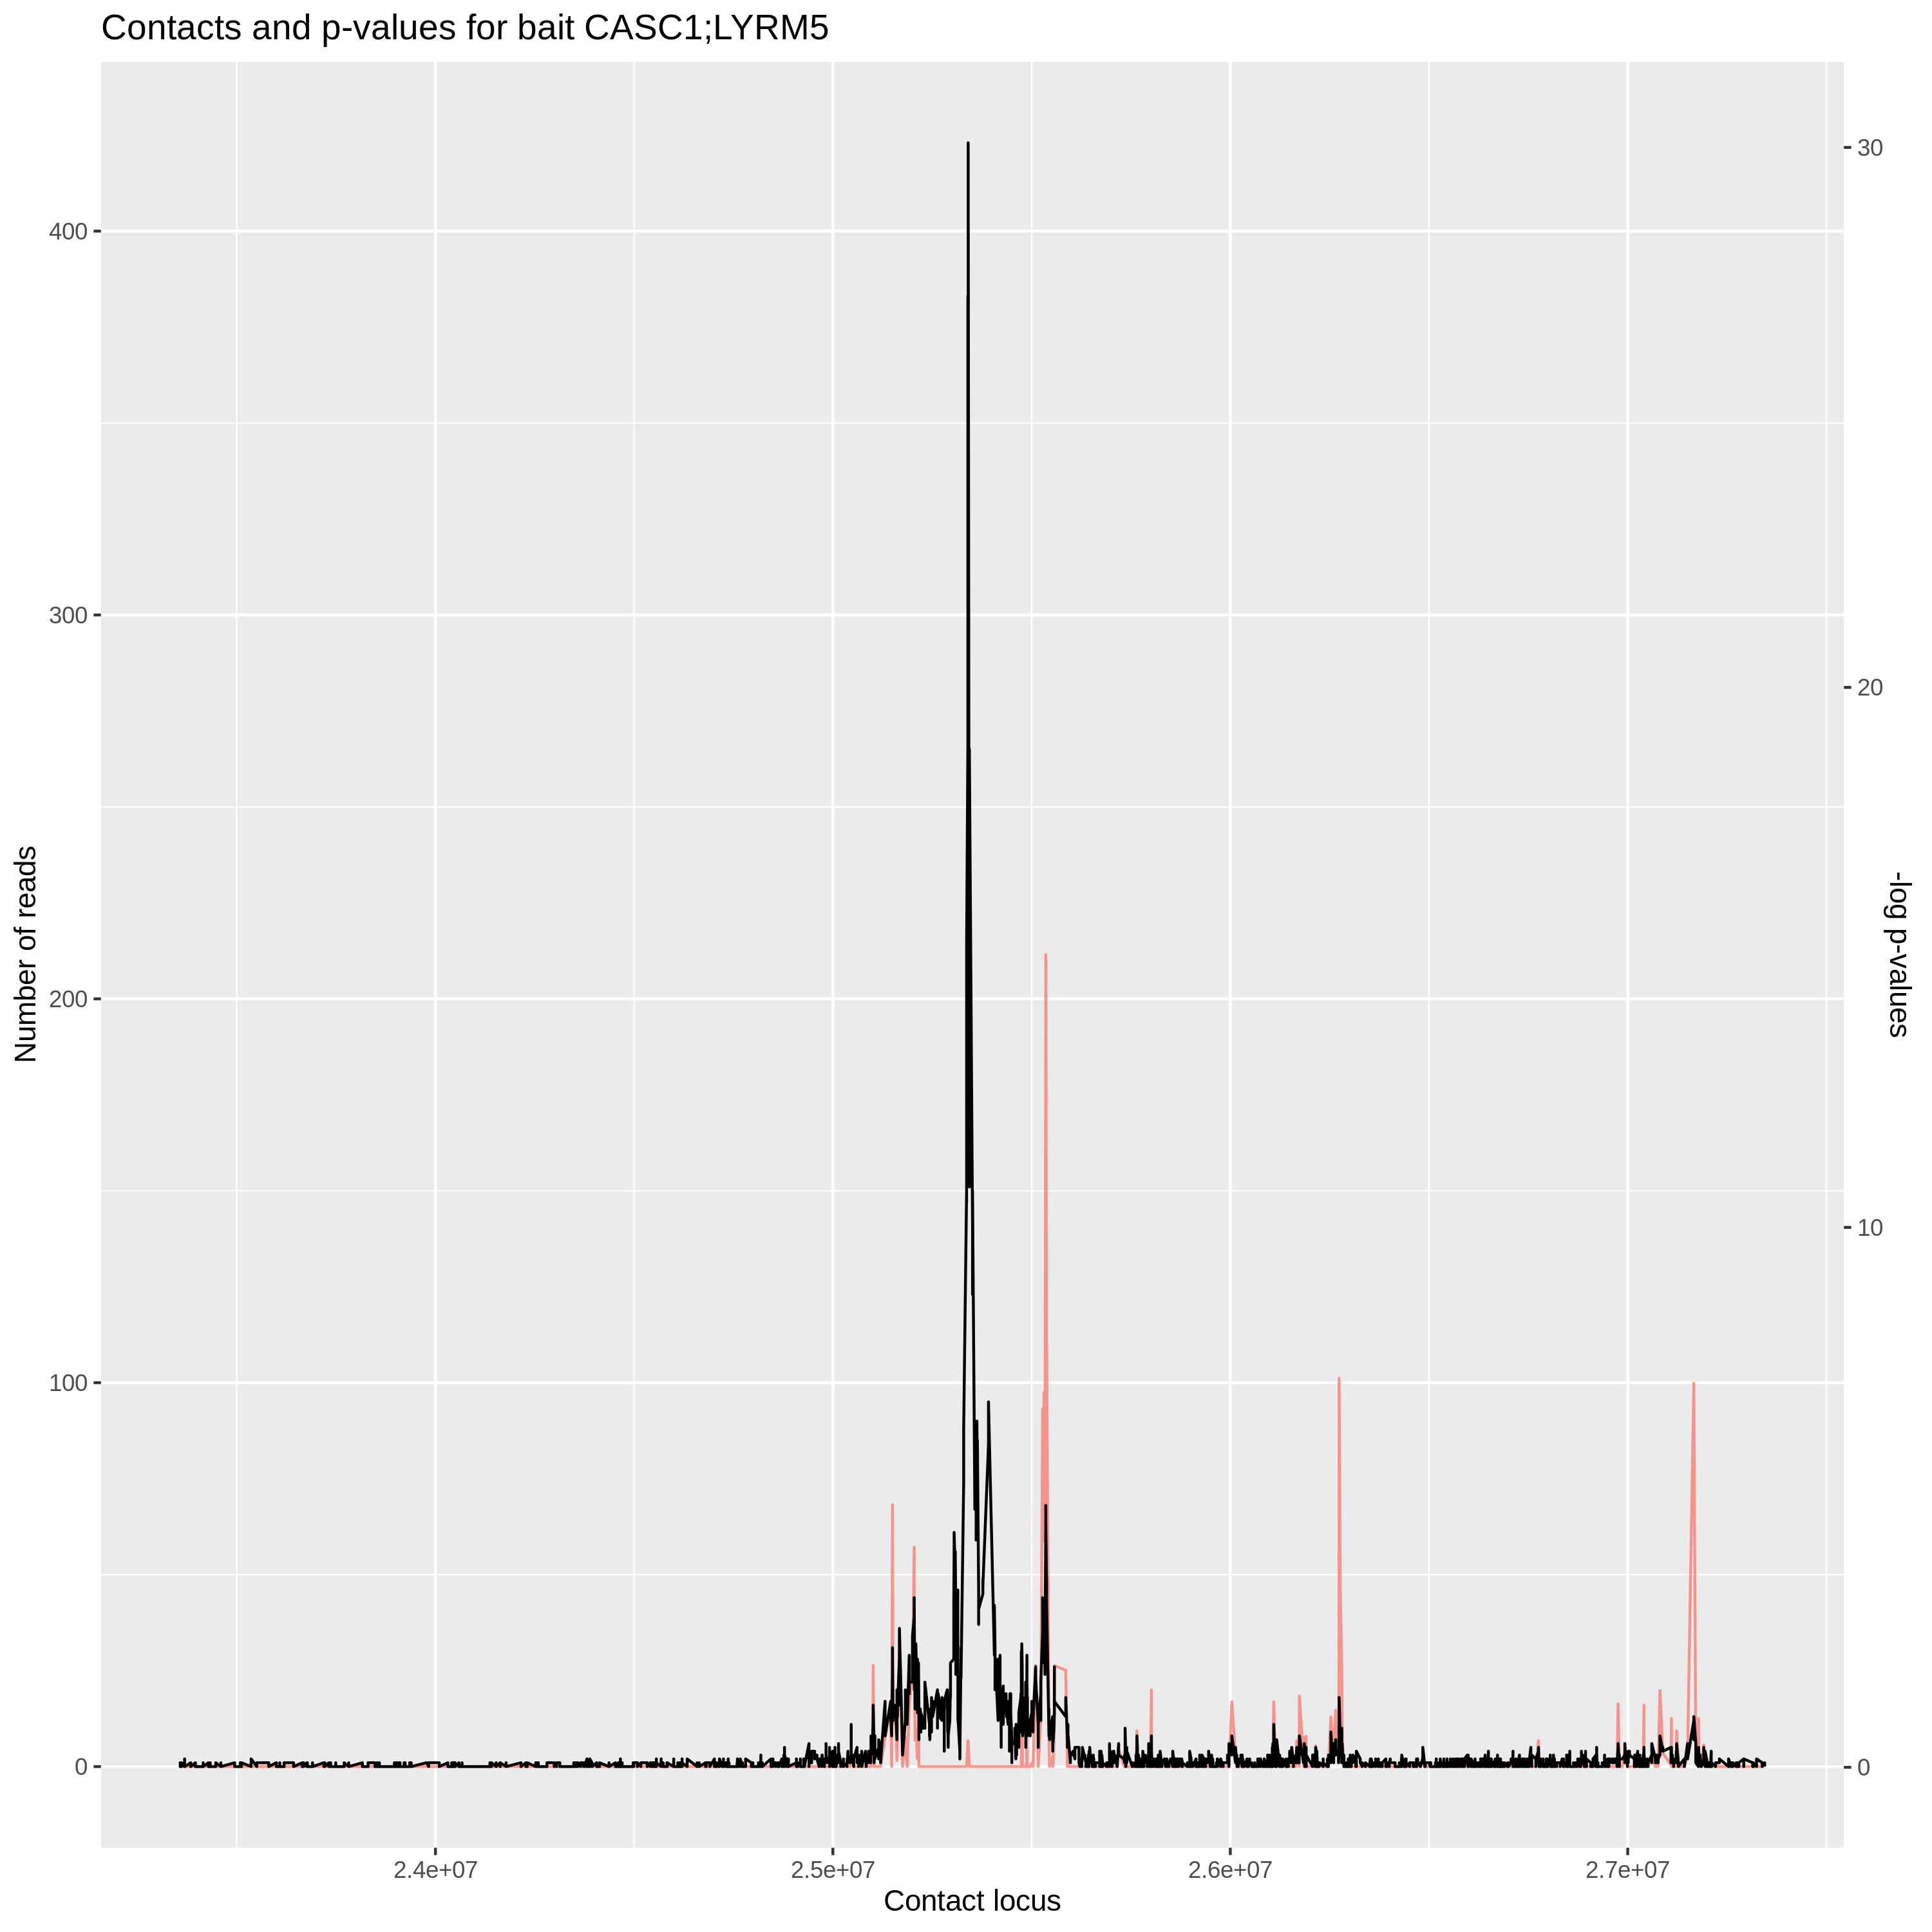 Contacts and p-values for bait CASC1;LYRM5
400
300
200
100
0
Number of reads
30
20
10
0
-log p-values
2.4e+07
2.5e+07
2.6e+07
2.7e+07
Contact locus